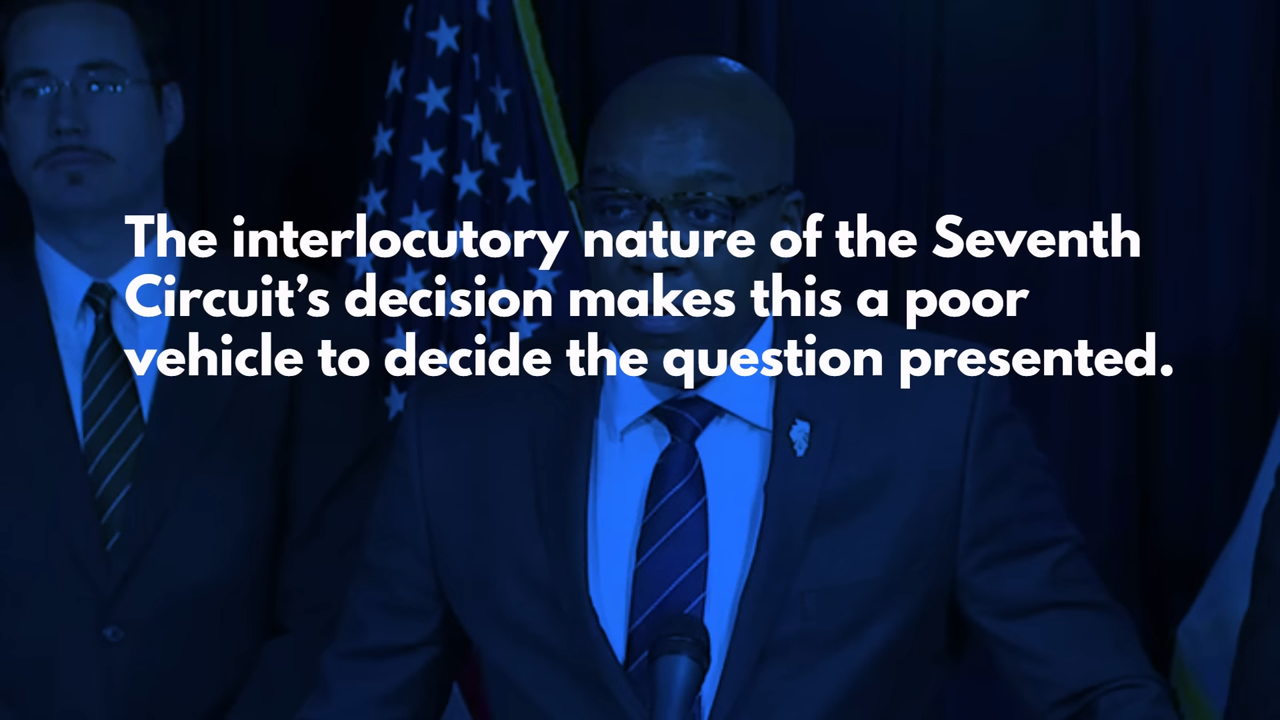 The interlocutory nature of the Seventh
Circuit’s decision makes this a poor
vehicle to decide the question presented.